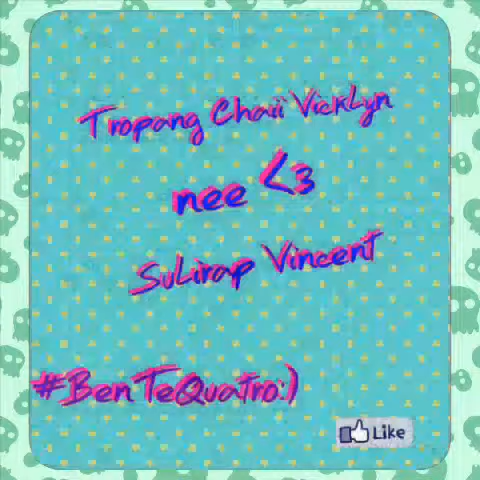 Tropang Chaii VickLyn
nee <3
SuLirap Vincent
#BenTeQuatro:)
Like